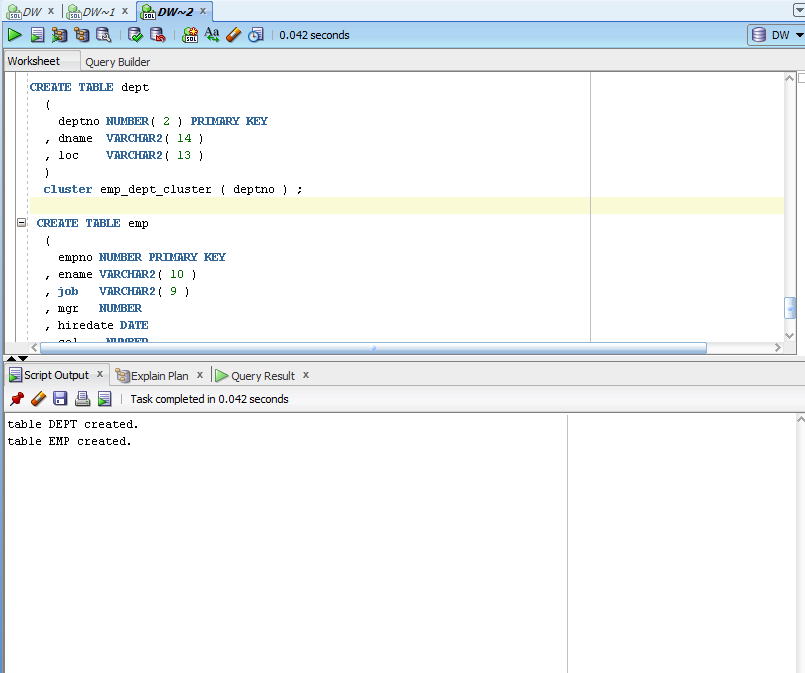 DW x DW~1 x DW~2 x
0.042 seconds DW
Worksheet Query Builder
CREATE TABLE dept
(
deptno NUMBER( 2 ) PRIMARY KEY
, dname VARCHAR2( 14 )
, loc VARCHAR2( 13 )
)
cluster emp_dept_cluster ( deptno ) ;
CREATE TABLE emp
(
empno NUMBER PRIMARY KEY
, ename VARCHAR2( 10 )
, job VARCHAR2( 9 )
, mgr NUMBER
, hiredate DATE
Script Output x Explain Plan x Query Result x
Task completed in 0.042 seconds
table DEPT created.
table EMP created.